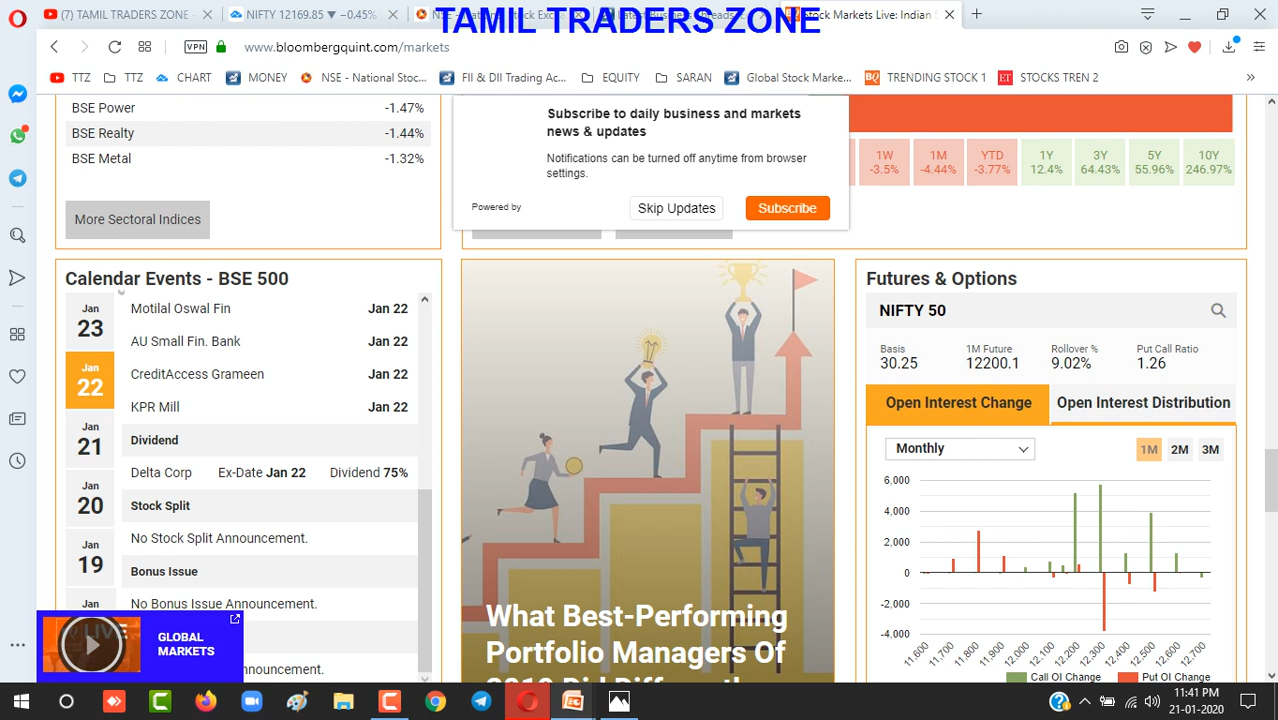 (7) TAMIL TRADERS ZONE
NIFTY 12169.85 ▼ −0.45%
Stock Markets Live: Indian S
TAMIL TRADERS ZONE
VPN
www.bloombergquint.com/markets
TTZ
TTZ
CHART
MONEY
NSE - National Stoc...
FII & DII Trading Ac...
EQUITY
SARAN
Global Stock Marke...
BQ
TRENDING STOCK 1
ET
STOCKS TREN 2
»
BSE Power -1.47%
BSE Realty -1.44%
BSE Metal -1.32%
More Sectoral Indices
Subscribe to daily business and markets
news & updates
Notifications can be turned off anytime from browser
settings.
Powered by
Skip Updates
Subscribe
1W 1M YTD 1Y 3Y 5Y 10Y
-3.5% -4.44% -3.77% 12.4% 64.43% 55.96% 246.97%
Calendar Events - BSE 500
Jan
23
Jan
22
Jan
21
Jan
20
Jan
19
Jan
Motilal Oswal Fin Jan 22
AU Small Fin. Bank Jan 22
CreditAccess Grameen Jan 22
KPR Mill Jan 22
Dividend
Delta Corp Ex-Date Jan 22 Dividend 75%
Stock Split
No Stock Split Announcement.
Bonus Issue
No Bonus Issue Announcement.
nouncement.
LIVE
GLOBAL
MARKETS
What Best-Performing
Portfolio Managers Of
Futures & Options
NIFTY 50
Basis 1M Future Rollover % Put Call Ratio
30.25 12200.1 9.02% 1.26
Open Interest Change
Open Interest Distribution
Monthly
1M 2M 3M
6,000
4,000
2,000
0
-2,000
-4,000
11,600 11,700 11,800 11,900 12,000 12,100 12,200 12,300 12,400 12,500 12,600 12,700
Call OI Change Put OI Change
11:41 PM
21-01-2020